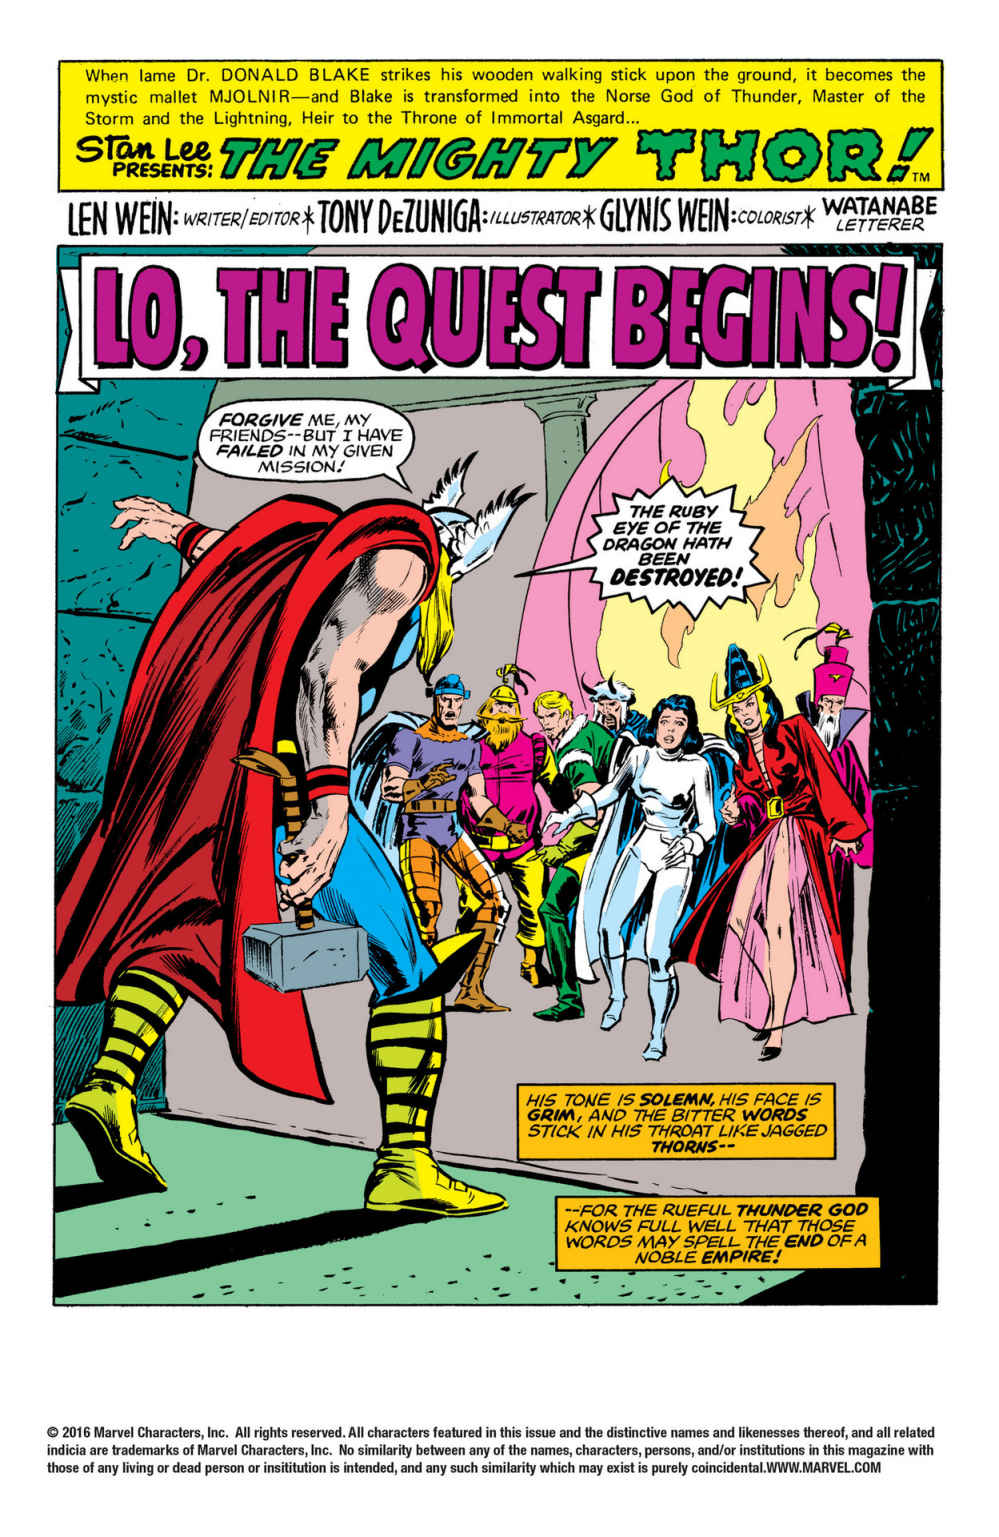 When lame Dr. DONALD BLAKE strikes his wooden walking stick upon the ground, it becomes the
mystic mallet MJOLNIR—and Blake is transformed into the Norse God of Thunder, Master of the
Storm and the Lightning, Heir to the Throne of Immortal Asgard...
STan Lee
PRESENTS:
THE MIGHTY THOR!
TM
LEN WEIN: WRITER/EDITOR * TONY DeZUNIGA: ILLUSTRATOR * GLYNIS WEIN: COLORIST * WATANABE
LETTERER
LO, THE QUEST BEGINS!
FORGIVE ME, MY
FRIENDS--BUT I HAVE
FAILED IN MY GIVEN
MISSION!
THE RUBY
EYE OF THE
DRAGON HATH
BEEN
DESTROYED!
HIS TONE IS SOLEMN, HIS FACE IS
GRIM, AND THE BITTER WORDS
STICK IN HIS THROAT LIKE JAGGED
THORNS--
--FOR THE RUEFUL THUNDER GOD
KNOWS FULL WELL THAT THOSE
WORDS MAY SPELL THE END OF A
NOBLE EMPIRE!
© 2016 Marvel Characters, Inc. All rights reserved. All characters featured in this issue and the distinctive names and likenesses thereof, and all related
indicia are trademarks of Marvel Characters, Inc. No similarity between any of the names, characters, persons, and/or institutions in this magazine with
those of any living or dead person or insititution is intended, and any such similarity which may exist is purely coincidental.WWW.MARVEL.COM